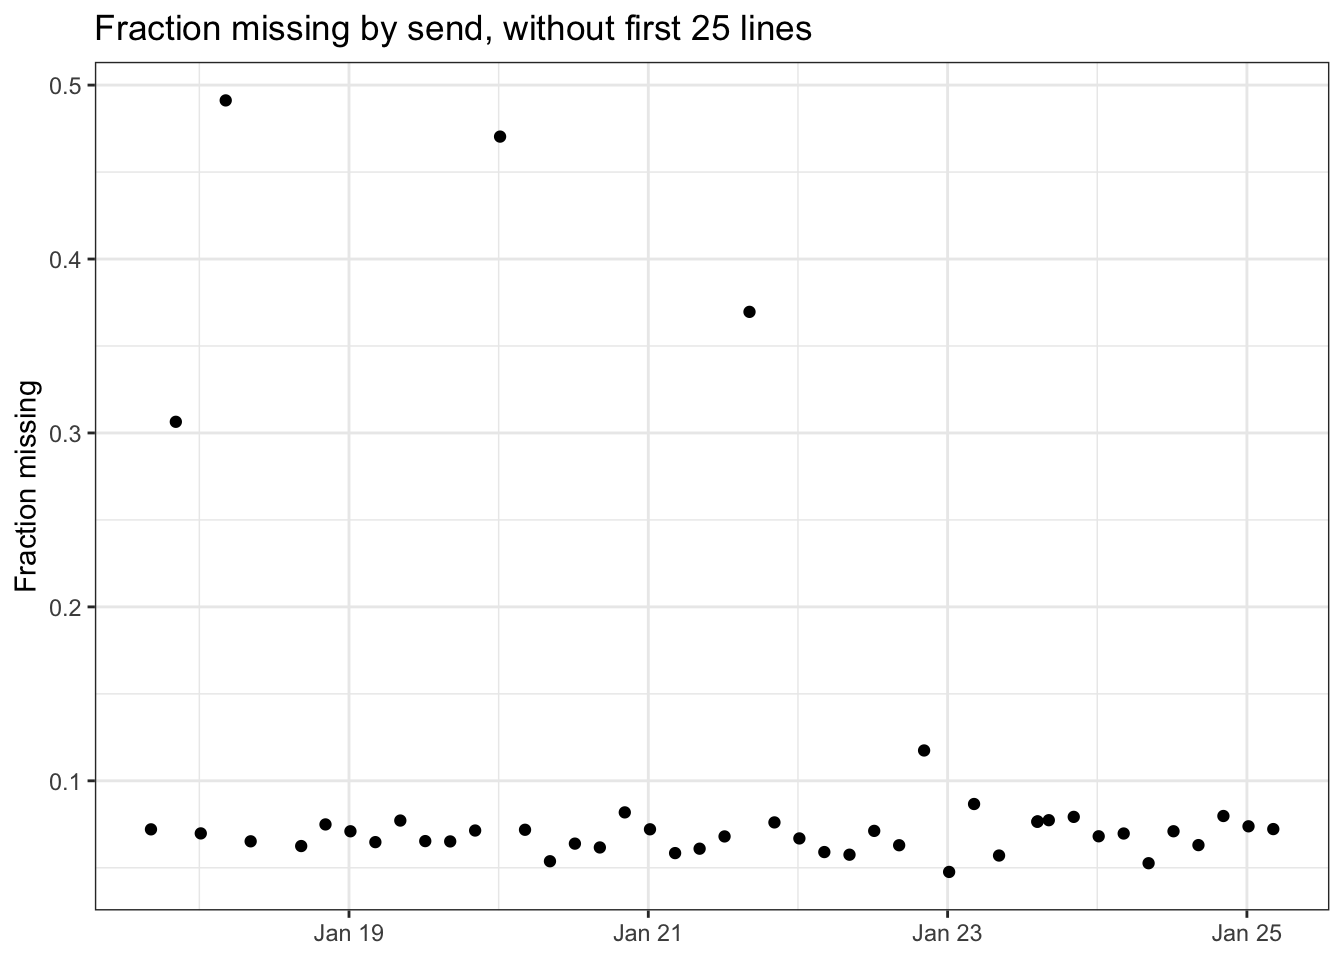 Fraction missing by send, without first 25 lines
0.5
0.4
0.3
0.2
0.1
Fraction missing
Jan 19
Jan 21
Jan 23
Jan 25